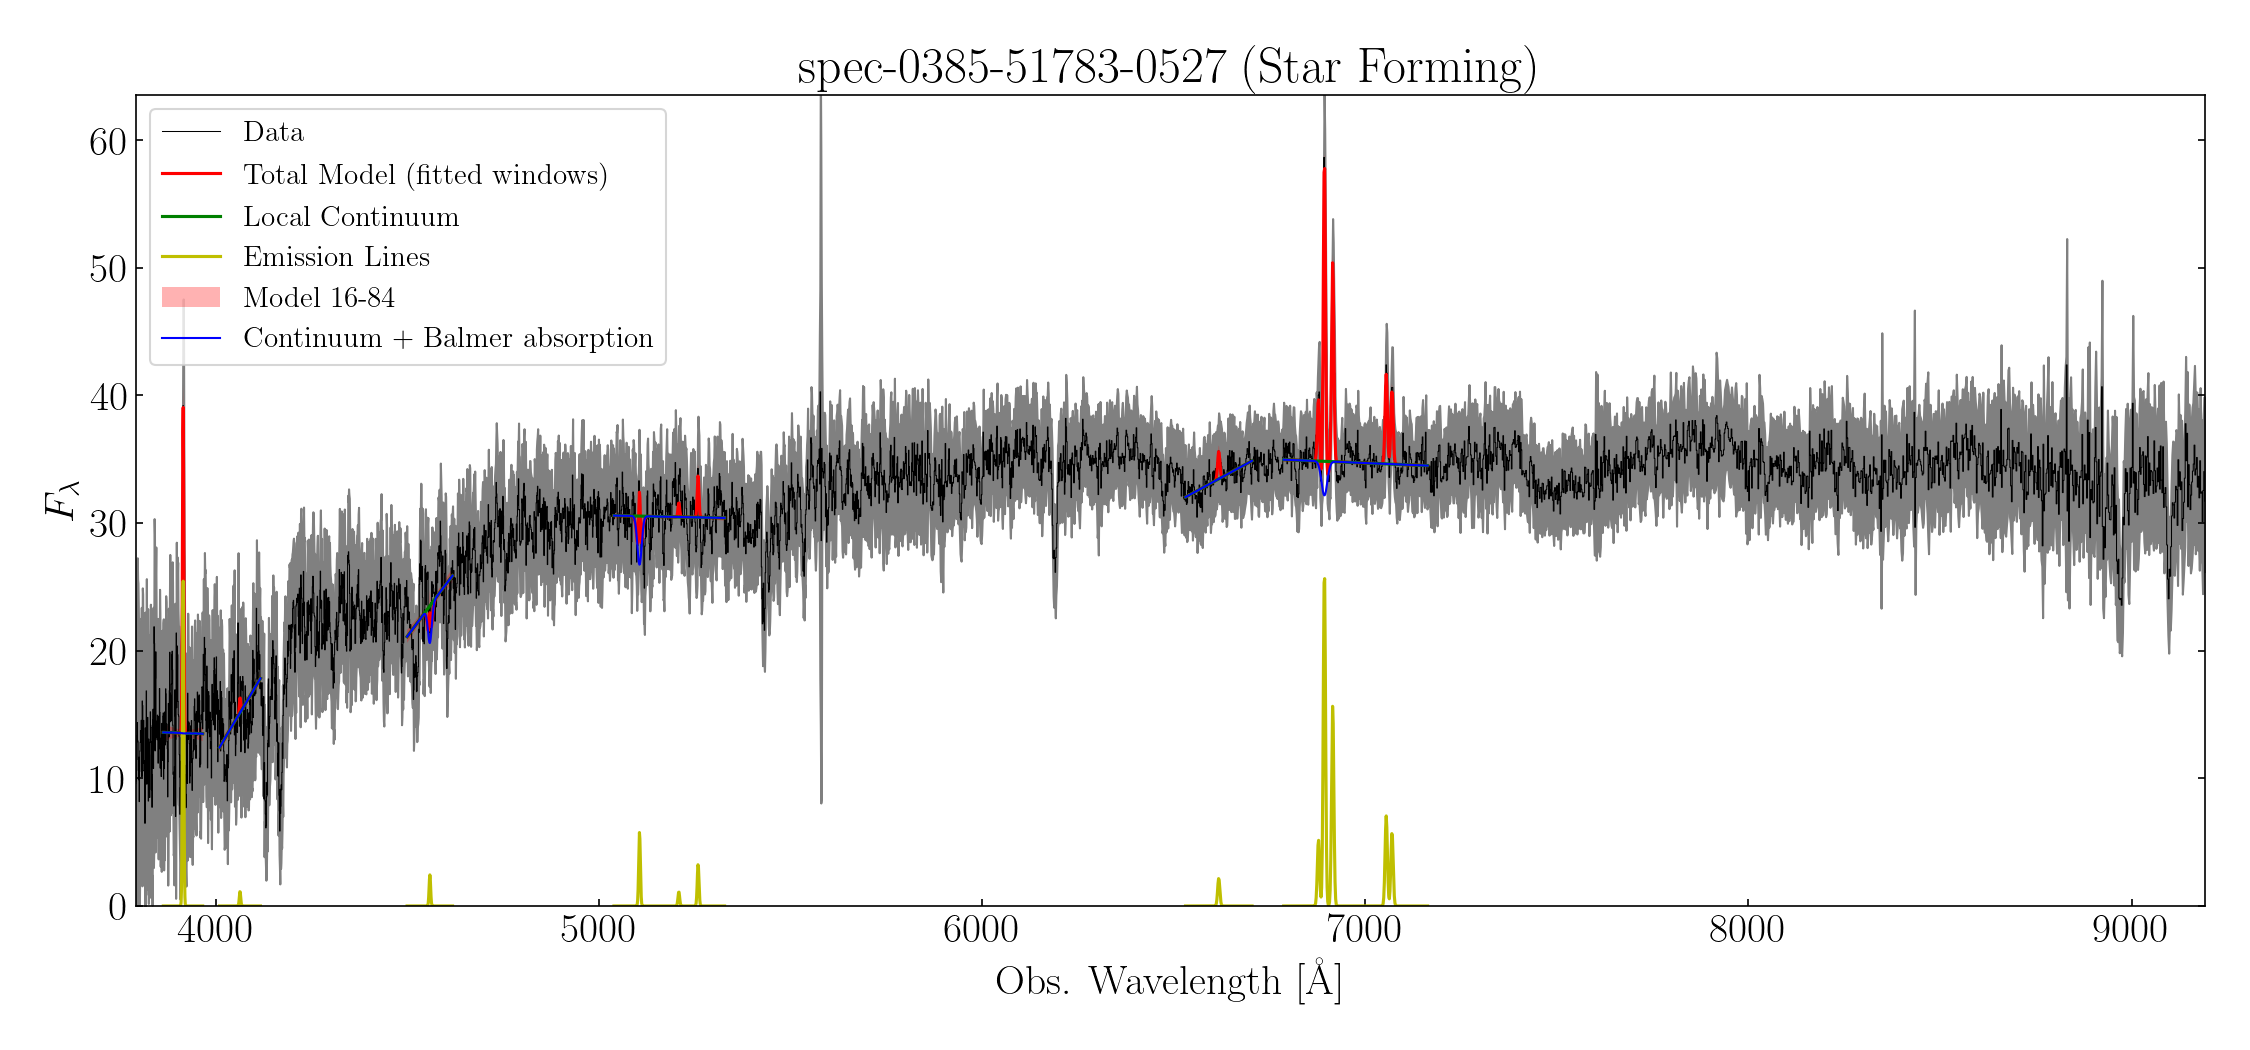 spec-0385-51783-0527 (Star Forming)
Data
Total Model (fitted windows)
Local Continuum
Emission Lines
Model 16-84
Continuum + Balmer absorption
60
50
40
30
20
10
0
F_λ
4000 5000 6000 7000 8000 9000
Obs. Wavelength [Å]